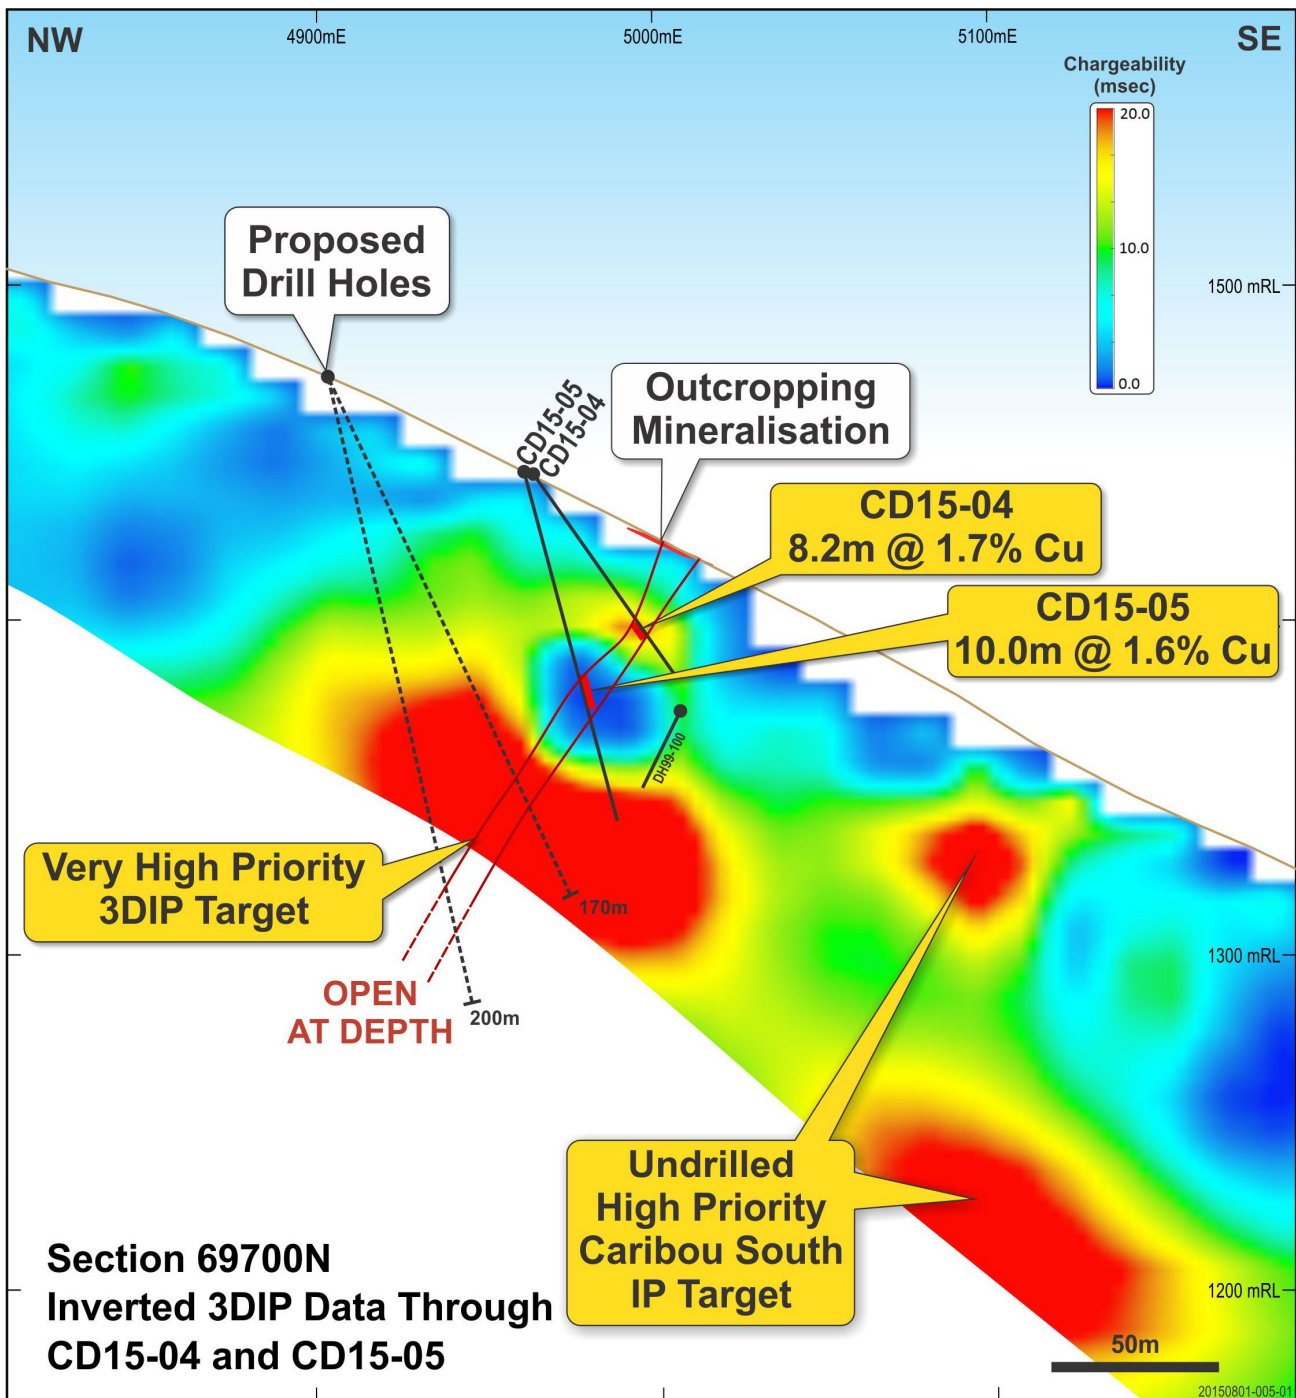 NW
4900mE
5000mE
5100mE
SE
Chargeability
(msec)
20.0
10.0
0.0
Proposed
Drill Holes
1500 mRL
CD15-05
CD15-04
Outcropping
Mineralisation
CD15-04
8.2m @ 1.7% Cu
CD15-05
10.0m @ 1.6% Cu
DH99-100
Very High Priority
3DIP Target
170m
1300 mRL
OPEN
AT DEPTH
200m
Undrilled
High Priority
Caribou South
IP Target
Section 69700N
Inverted 3DIP Data Through
CD15-04 and CD15-05
1200 mRL
50m
20150801-005-01